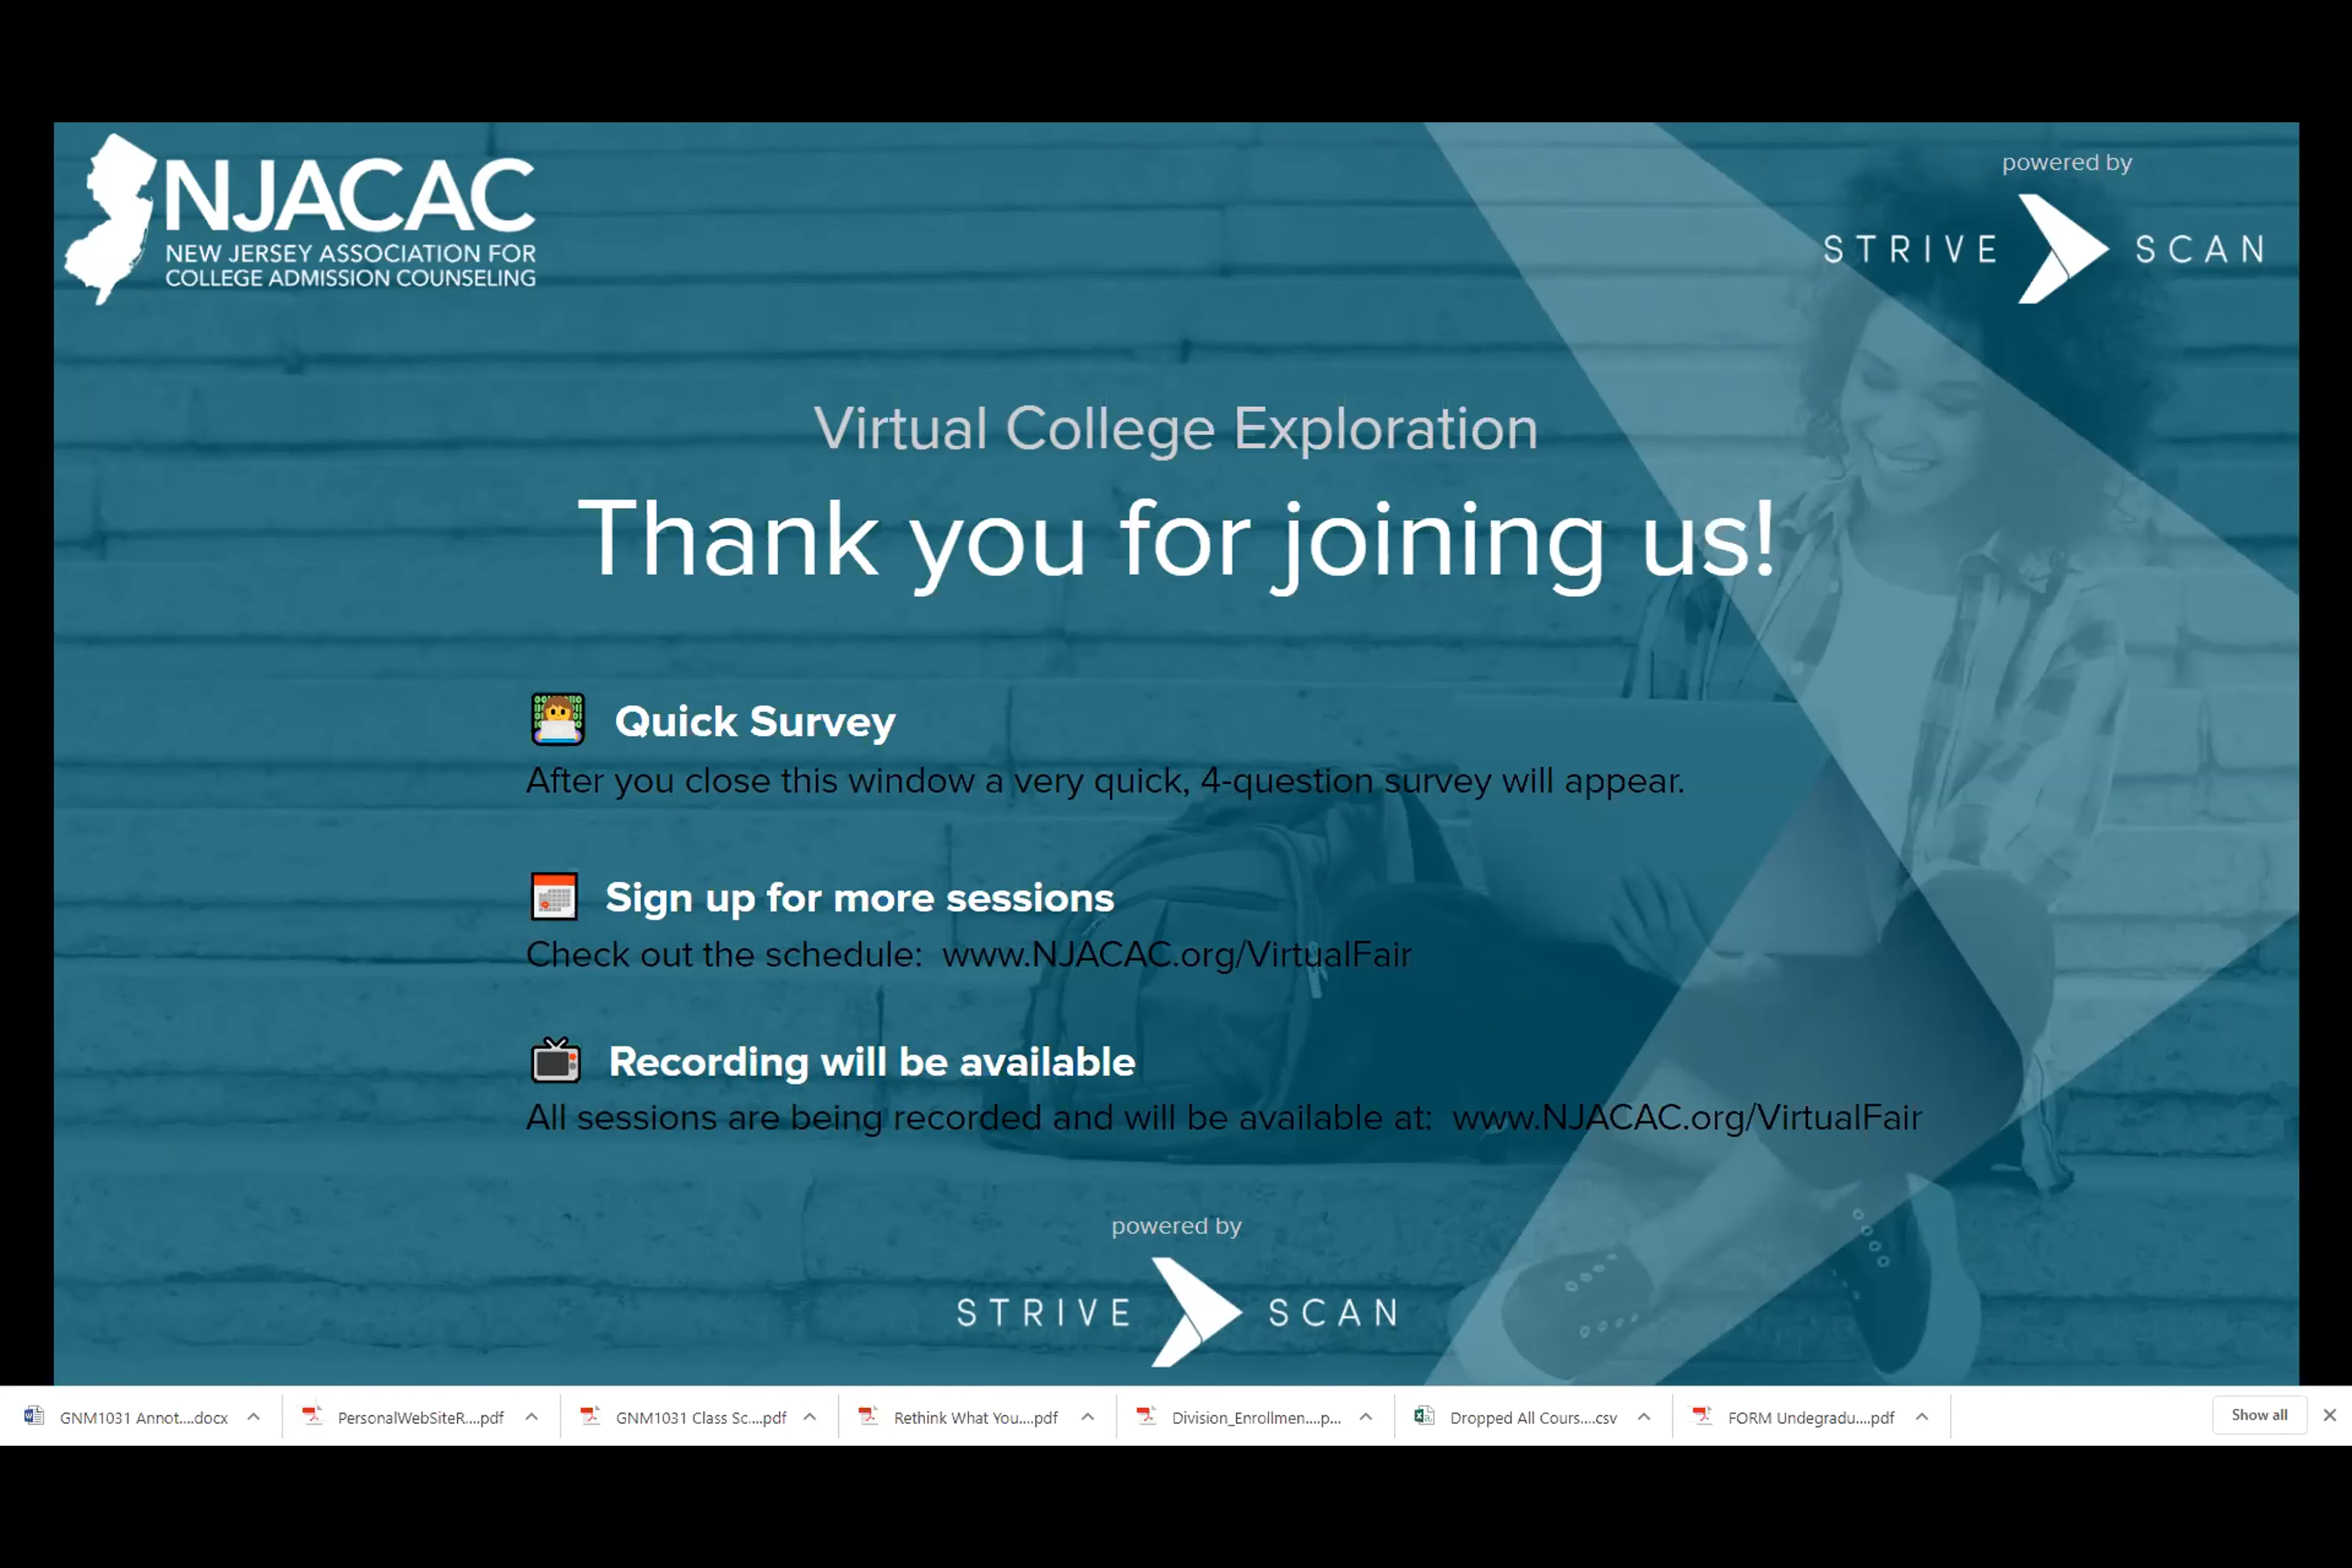 NJACAC
NEW JERSEY ASSOCIATION FOR
COLLEGE ADMISSION COUNSELING
powered by
STRIVE SCAN
Virtual College Exploration
Thank you for joining us!
Quick Survey
After you close this window a very quick, 4-question survey will appear.
Sign up for more sessions
Check out the schedule: www.NJACAC.org/VirtualFair
Recording will be available
All sessions are being recorded and will be available at: www.NJACAC.org/VirtualFair
powered by
STRIVE SCAN
GNM1031 Annot....docx
PersonalWebSiteR....pdf
GNM1031 Class Sc....pdf
Rethink What You....pdf
Division_Enrollmen....p...
Dropped All Cours....csv
FORM Undegradu....pdf
Show all